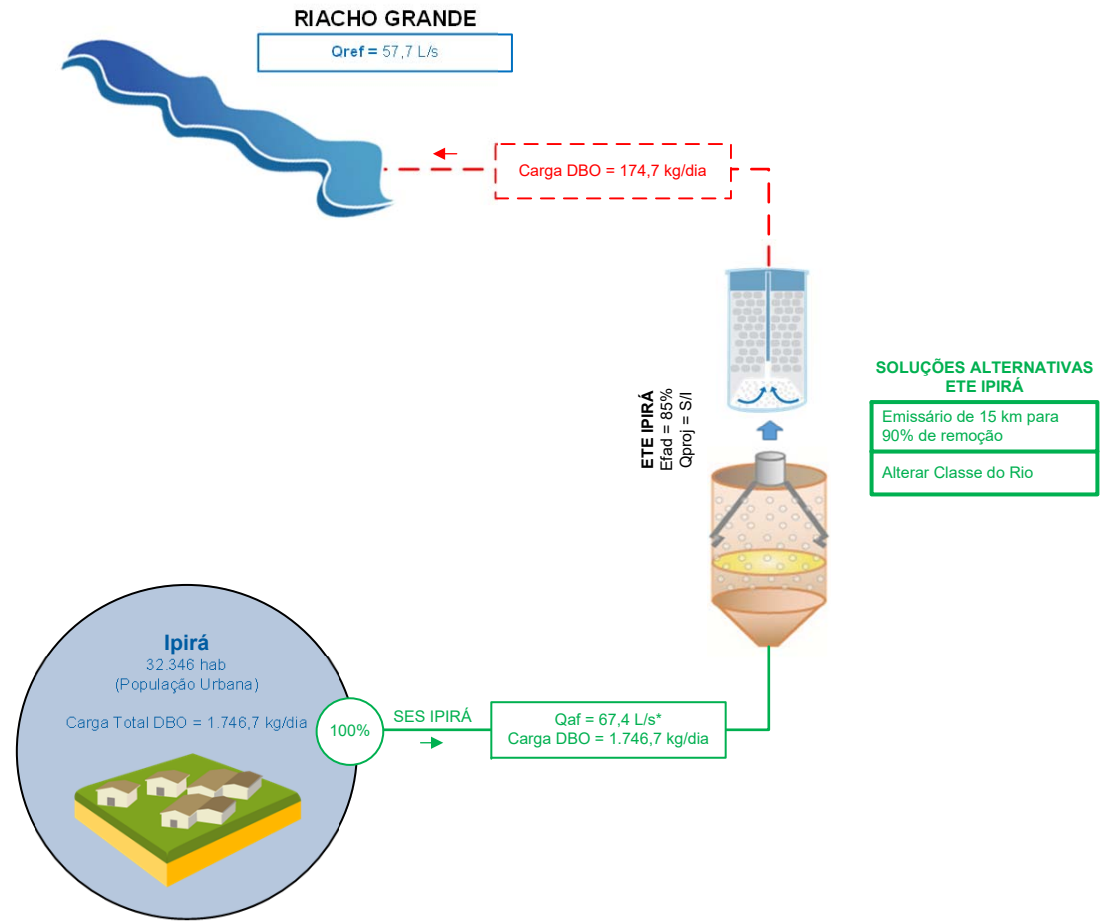 RIACHO GRANDE
Qref = 57,7 L/s
Carga DBO = 174,7 kg/dia
ETE IPIRÁ
Efad = 85%
Qproj = S/I
SOLUÇÕES ALTERNATIVAS
ETE IPIRÁ
Emissário de 15 km para
90% de remoção
Alterar Classe do Rio
Ipirá
32.346 hab
(População Urbana)
Carga Total DBO = 1.746,7 kg/dia
100%
SES IPIRÁ
Qaf = 67,4 L/s*
Carga DBO = 1.746,7 kg/dia